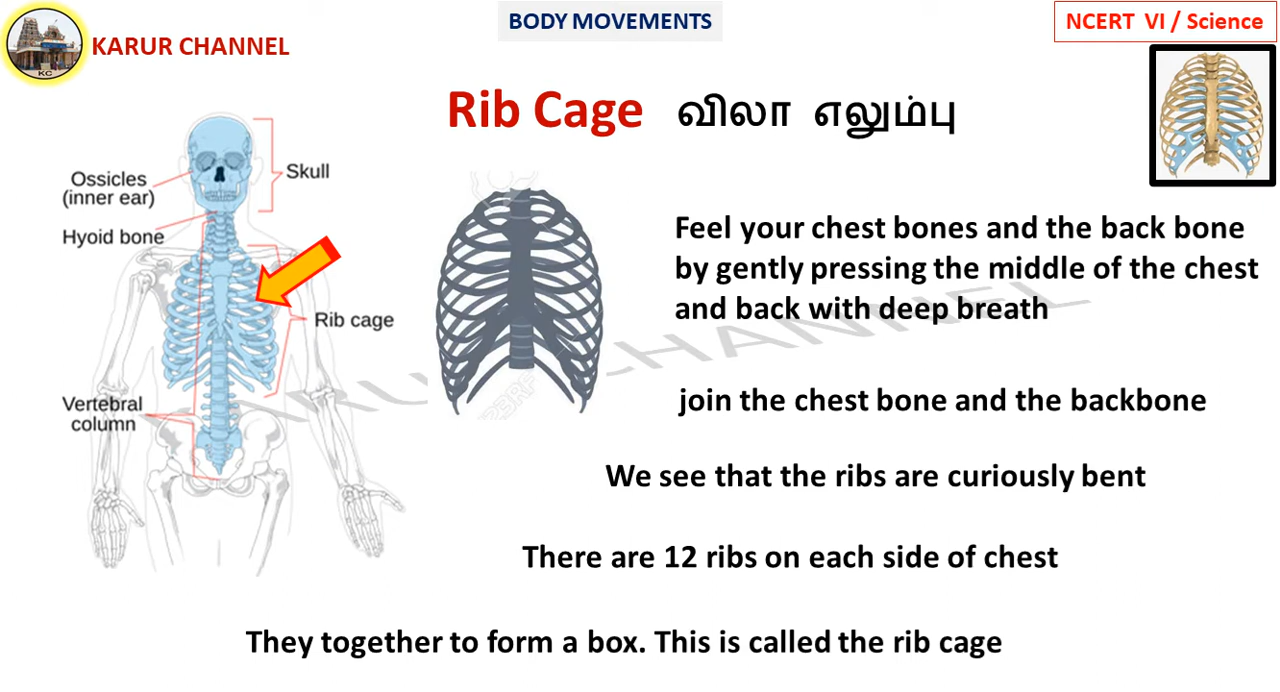 KARUR CHANNEL
KC
BODY MOVEMENTS
NCERT VI / Science
Rib Cage விலா எலும்பு
Ossicles
(inner ear)
Skull
Hyoid bone
Rib cage
Vertebral
column
Feel your chest bones and the back bone
by gently pressing the middle of the chest
and back with deep breath
join the chest bone and the backbone
We see that the ribs are curiously bent
There are 12 ribs on each side of chest
They together to form a box. This is called the rib cage